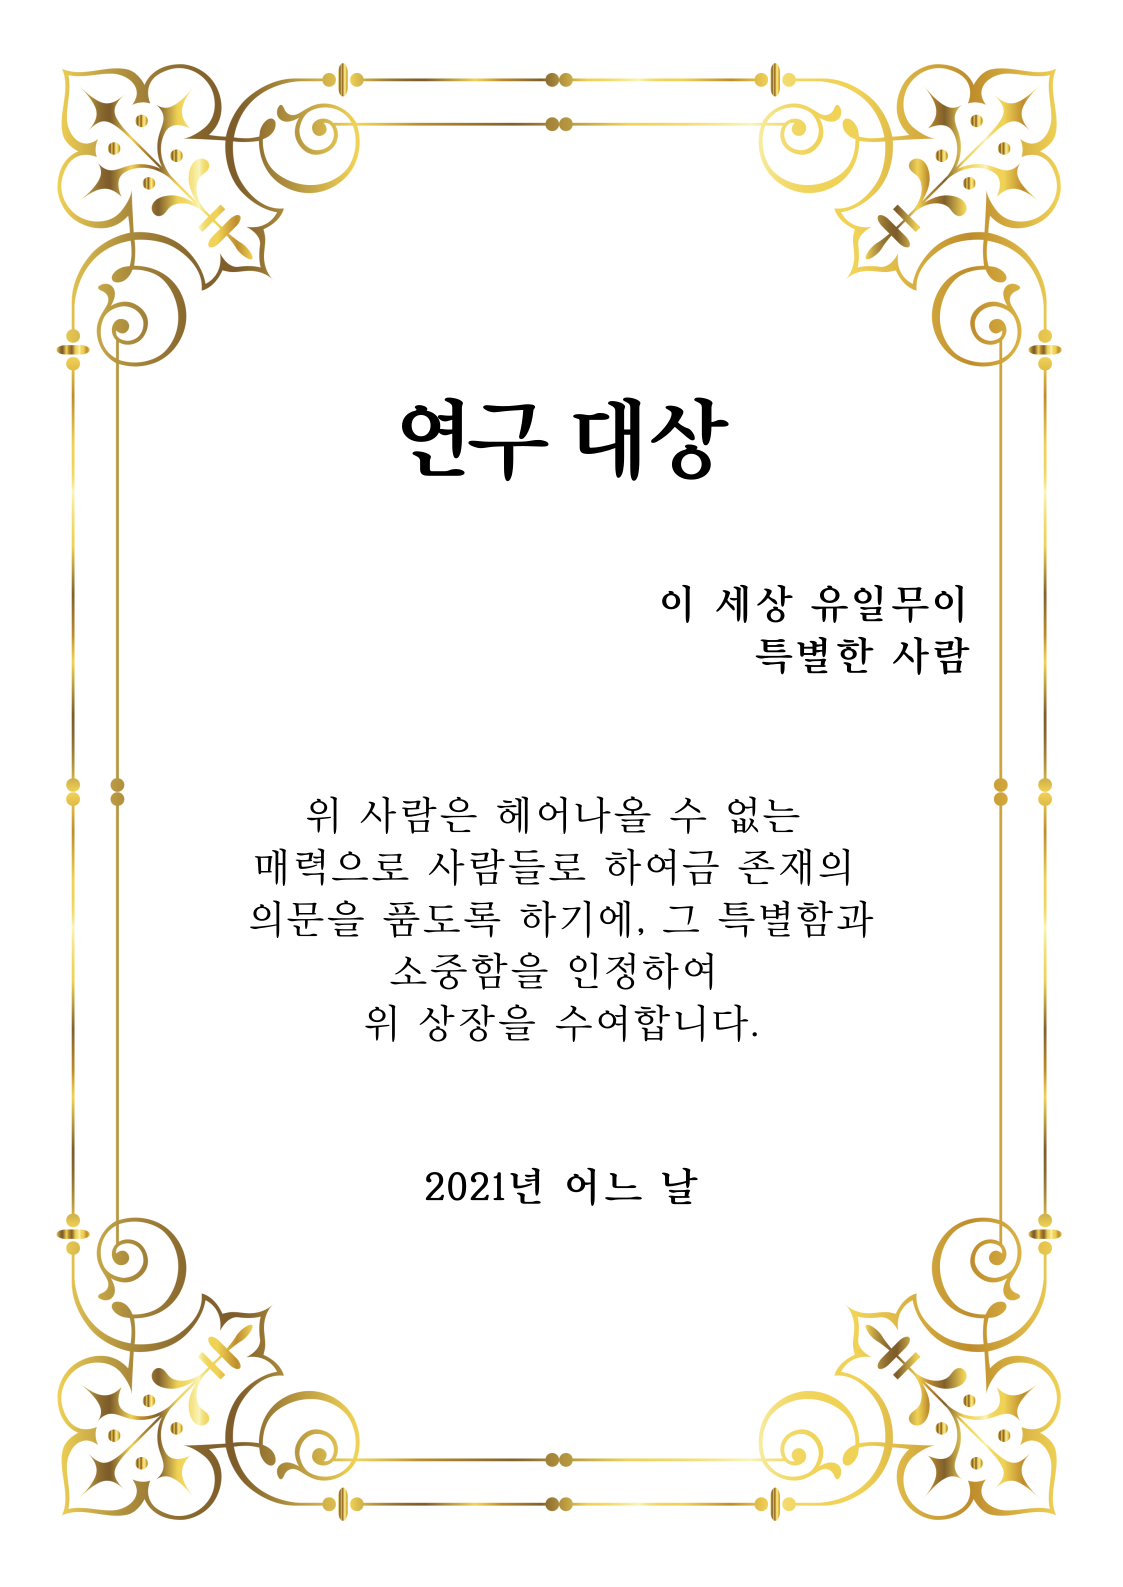 연구 대상
이 세상 유일무이
특별한 사람
위 사람은 헤어나올 수 없는
매력으로 사람들로 하여금 존재의
의문을 품도록 하기에, 그 특별함과
소중함을 인정하여
위 상장을 수여합니다.
2021년 어느 날